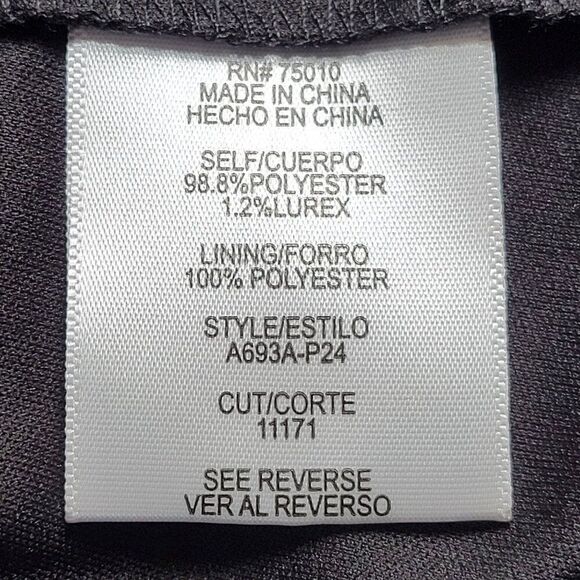 RN# 75010
MADE IN CHINA
HECHO EN CHINA
SELF/CUERPO
98.8%POLYESTER
1.2%LUREX
LINING/FORRO
100% POLYESTER
STYLE/ESTILO
A693A-P24
CUT/CORTE
11171
SEE REVERSE
VER AL REVERSO